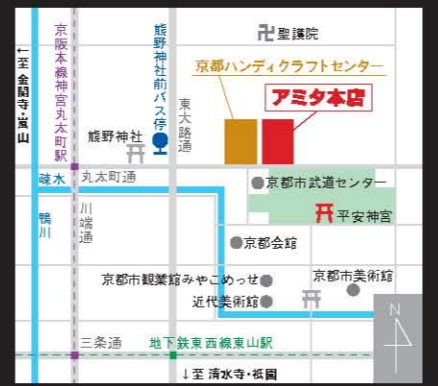 卍聖護院
京都ハンディクラフトセンター
アミタ本店
←至 金閣寺・嵐山
京阪本線神宮丸太町駅
熊野神社前バス停
東大路通
熊野神社
疎水
丸太町通
鴨川
川端通
京都市武道センター
平安神宮
京都会館
京都市観業館みやこめっせ
近代美術館
京都市美術館
N
三条通
地下鉄東西線東山駅
↓至 清水寺・祇園